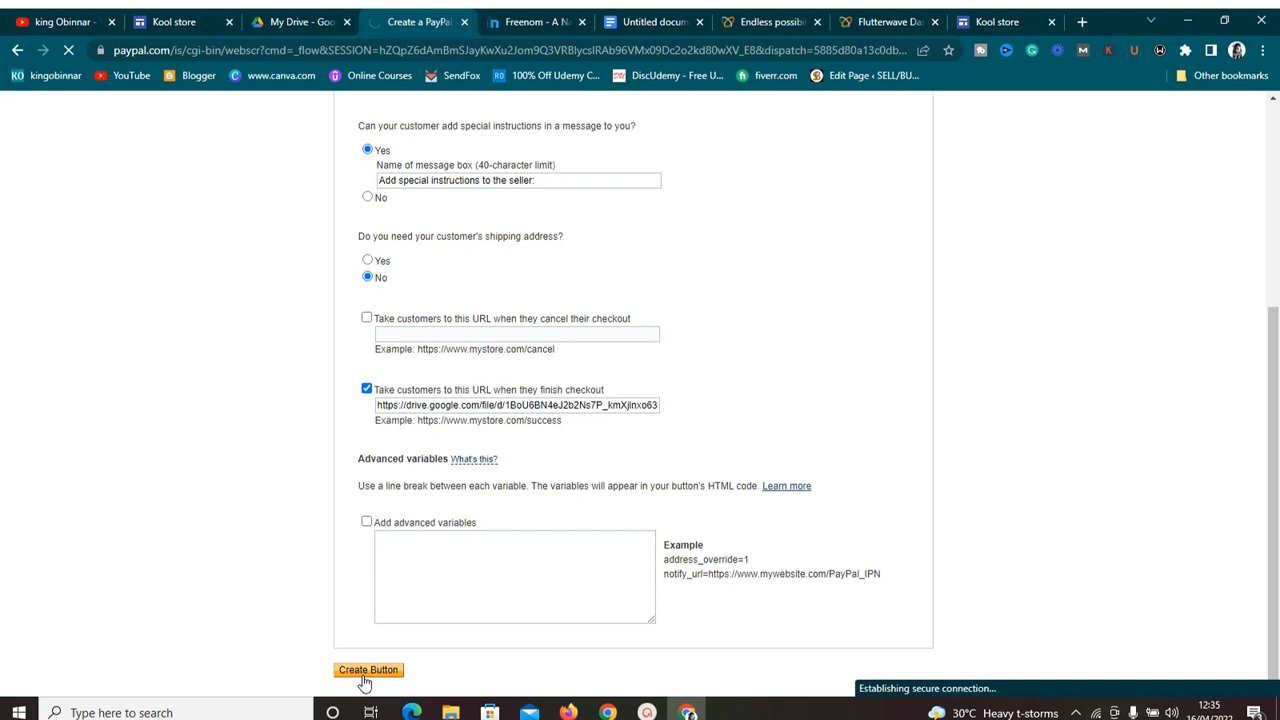 king Obinnar -
Kool store
My Drive - Goo
Create a PayPal
Freenom - A Na
Untitled docum
Endless possibi
Flutterwave Da
Kool store
paypal.com/is/cgi-bin/webscr?cmd=_flow&SESSION=
kingobinnar YouTube Blogger www.canva.com Online Courses SendFox 100% Off Udemy C... DiscUdemy - Free U... fiverr.com Edit Page ‹ SELL/BU... Other bookmarks
Can your customer add special instructions in a message to you?
Yes
Name of message box (40-character limit)
Add special instructions to the seller:
No
Do you need your customer's shipping address?
Yes
No
Take customers to this URL when they cancel their checkout
Example: https://www.mystore.com/cancel
Take customers to this URL when they finish checkout
https://drive.google.com/file/d/1BoU6BN4eJ2b2Ns7P_kmXjlnxo63
Example: https://www.mystore.com/success
Advanced variables What's this?
Use a line break between each variable. The variables will appear in your button's HTML code. Learn more
Add advanced variables
Example
address_override=1
notify_url=https://www.mywebsite.com/PayPal_IPN
Create Button
Establishing secure connection...
Type here to search
30°C Heavy t-storms
12:35
16/04/2022